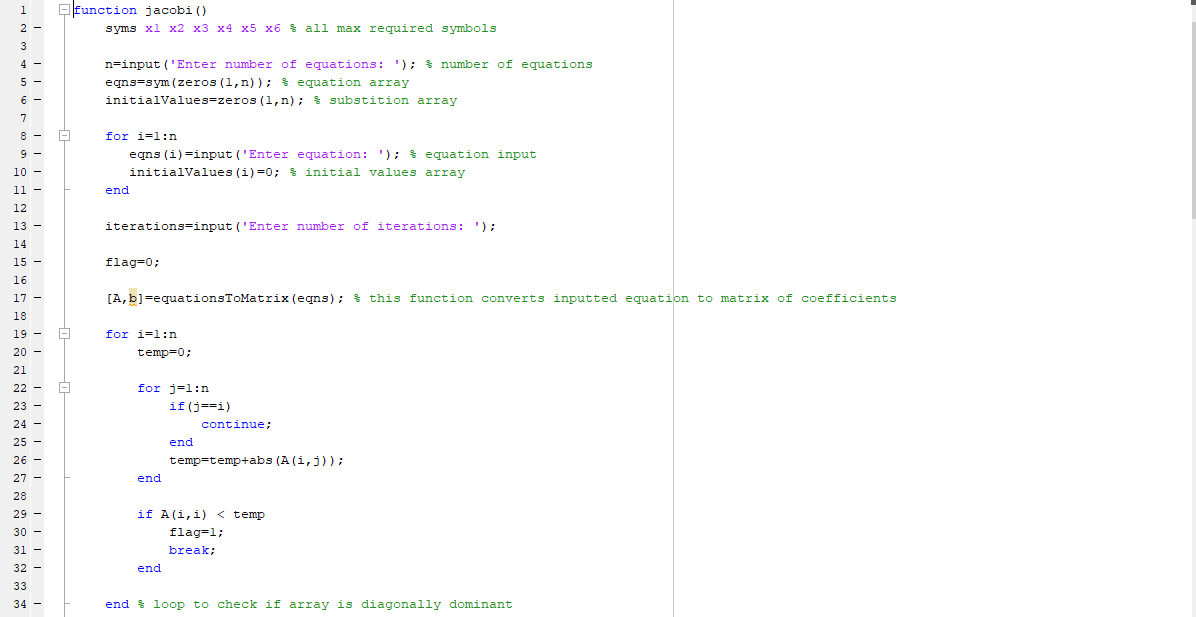 1 function jacobi()
2 syms x1 x2 x3 x4 x5 x6 % all max required symbols
3
4 n=input('Enter number of equations: '); % number of equations
5 eqns=sym(zeros(1,n)); % equation array
6 initialValues=zeros(1,n); % substition array
7
8 for i=1:n
9 eqns(i)=input('Enter equation: '); % equation input
10 initialValues(i)=0; % initial values array
11 end
12
13 iterations=input('Enter number of iterations: ');
14
15 flag=0;
16
17 [A,b]=equationsToMatrix(eqns); % this function converts inputted equation to matrix of coefficients
18
19 for i=1:n
20 temp=0;
21
22 for j=1:n
23 if(j==i)
24 continue;
25 end
26 temp=temp+abs(A(i,j));
27 end
28
29 if A(i,i) < temp
30 flag=1;
31 break;
32 end
33
34 end % loop to check if array is diagonally dominant